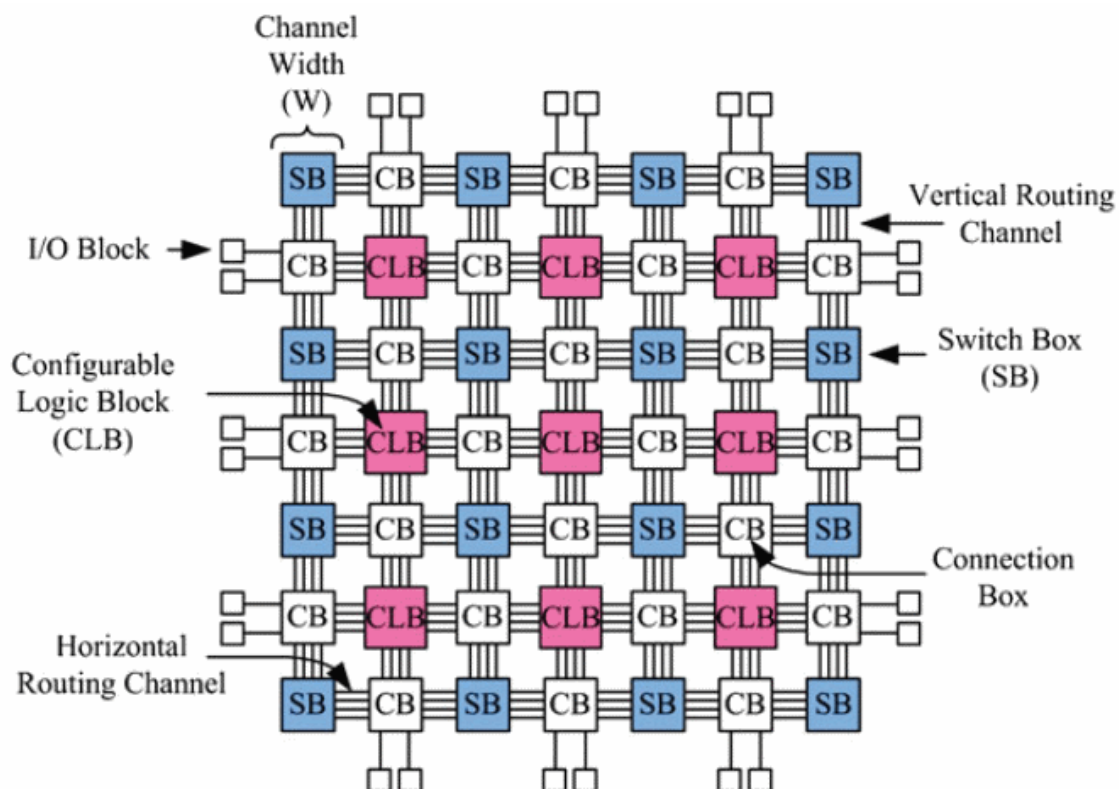 Channel
Width
(W)
SB CB SB CB SB CB SB
Vertical Routing
Channel
I/O Block
CB CLB CB CLB CB CLB CB
SB CB SB CB SB CB SB
Switch Box
(SB)
Configurable
Logic Block
(CLB)
CB CLB CB CLB CB CLB CB
SB CB SB CB SB CB SB
Connection
Box
CB CLB CB CLB CB CLB CB
Horizontal
Routing Channel
SB CB SB CB SB CB SB